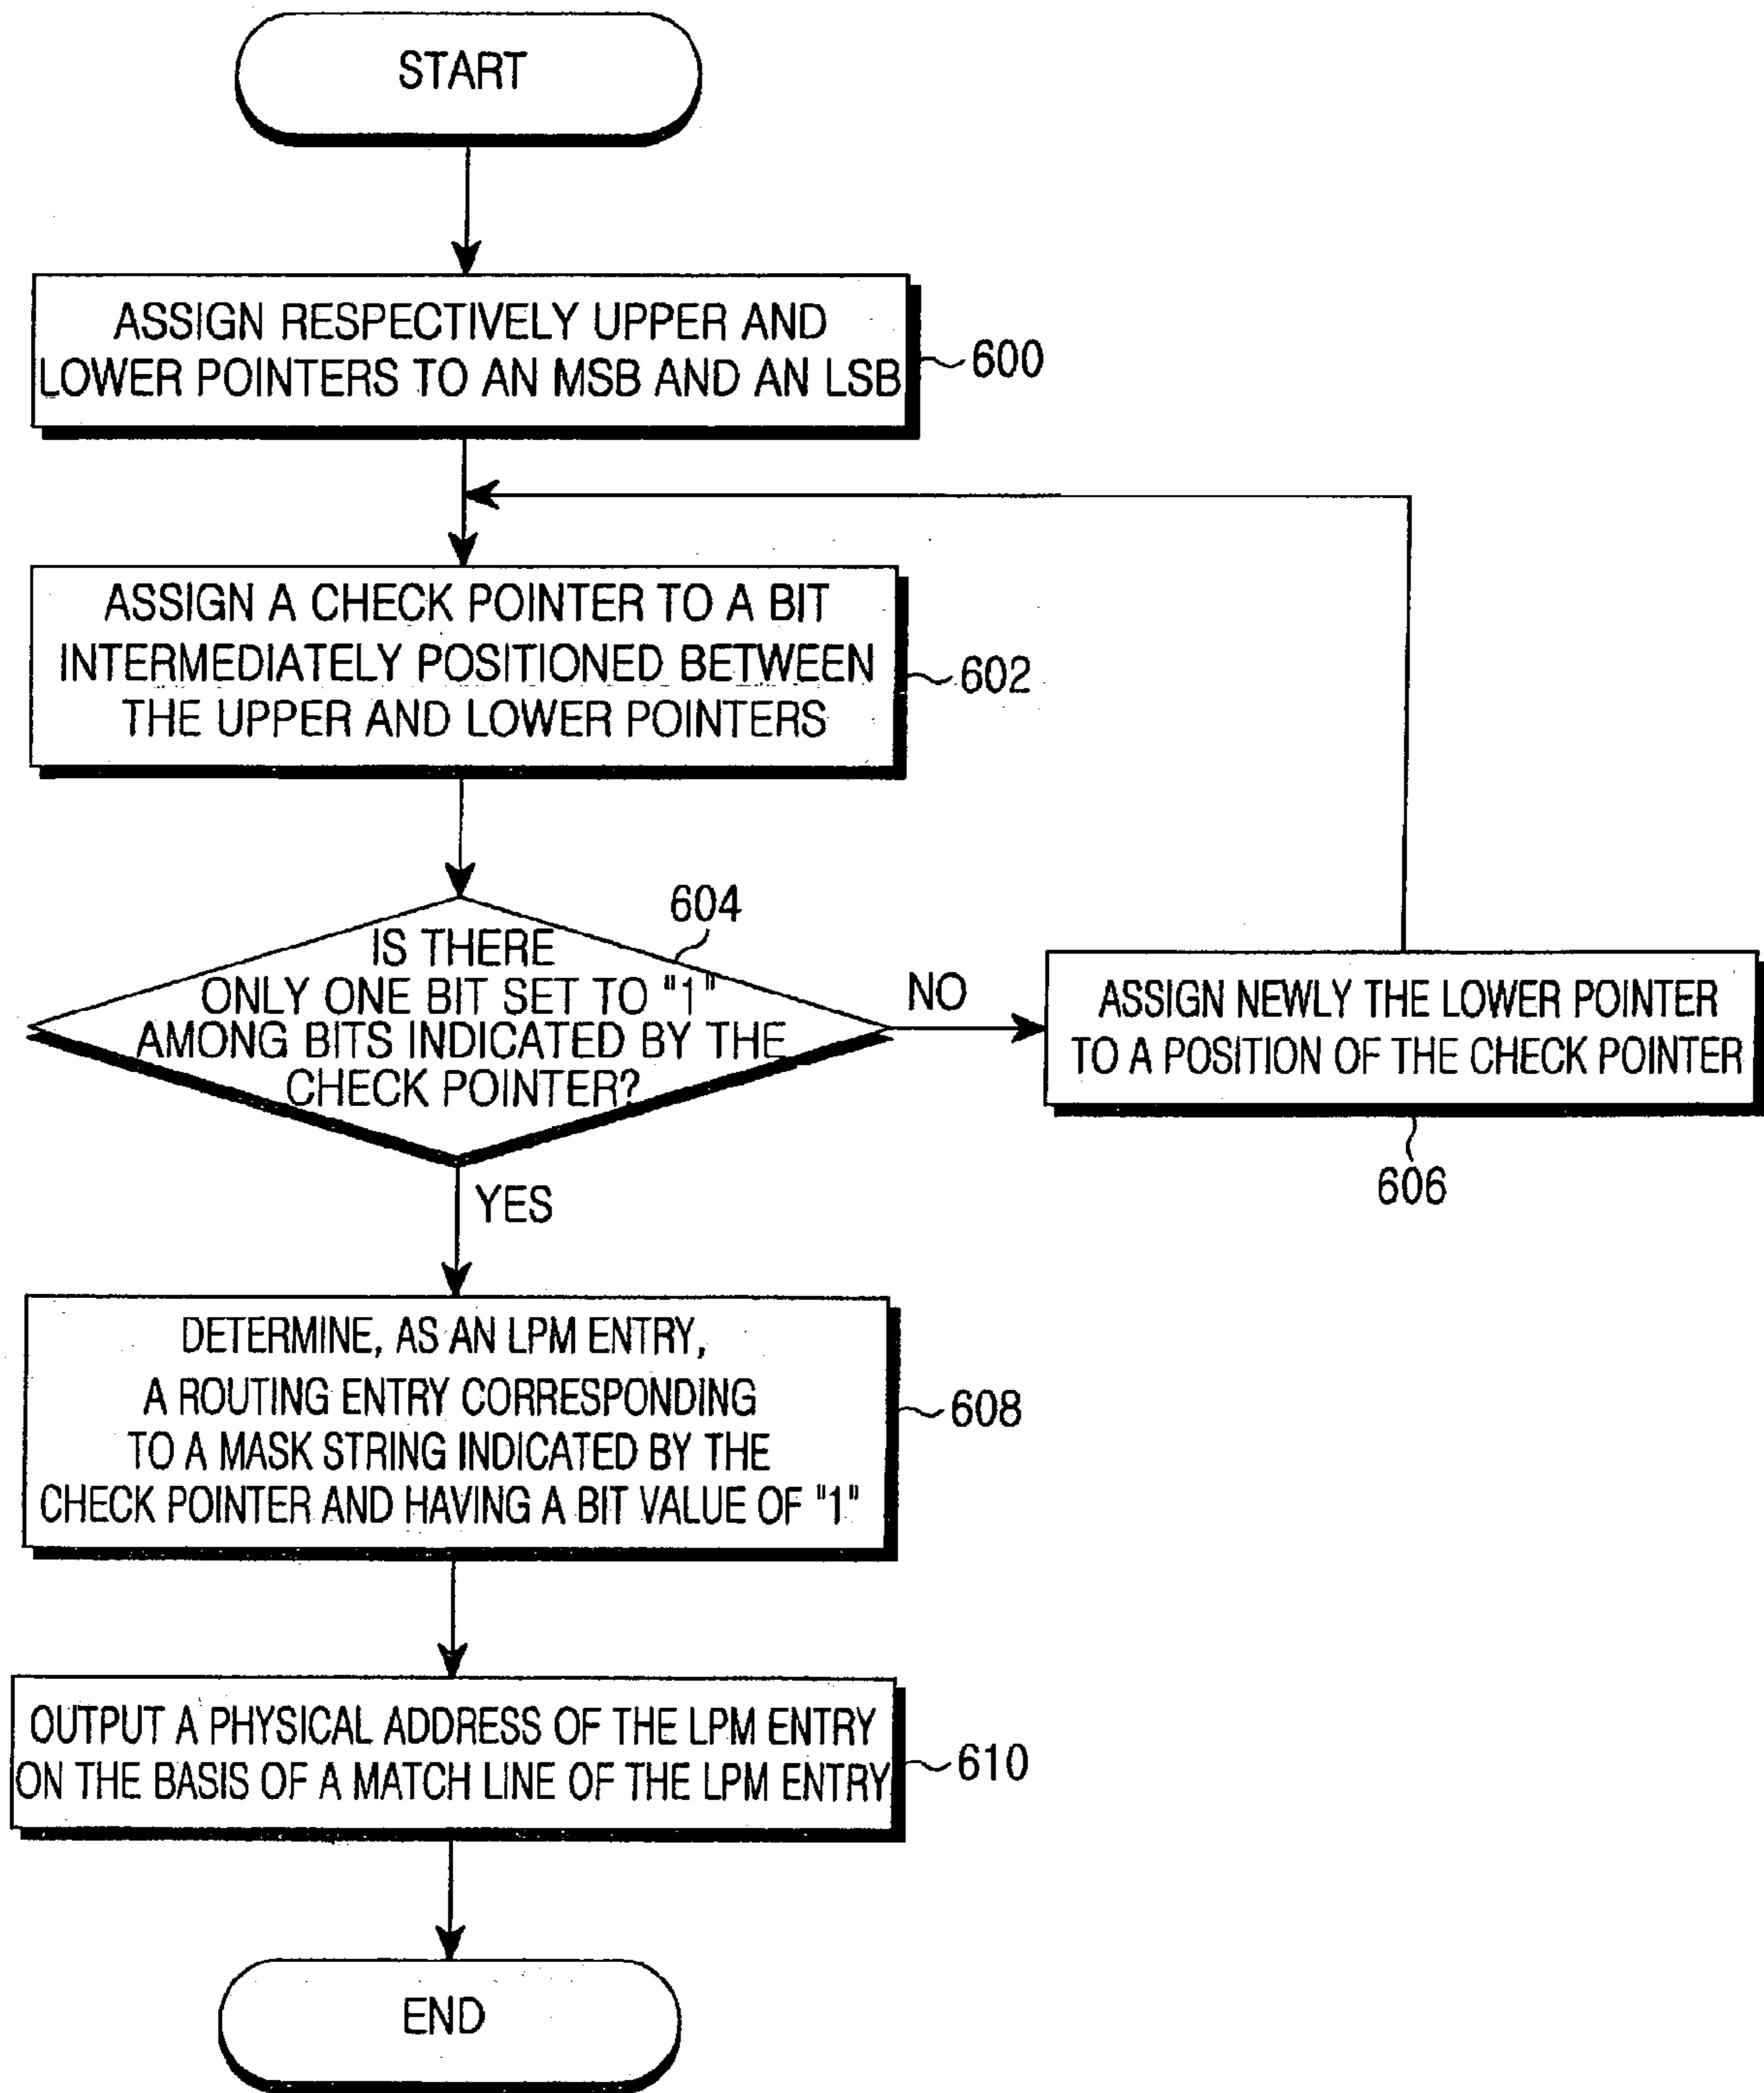 START
ASSIGN RESPECTIVELY UPPER AND
LOWER POINTERS TO AN MSB AND AN LSB
600
ASSIGN A CHECK POINTER TO A BIT
INTERMEDIATELY POSITIONED BETWEEN
THE UPPER AND LOWER POINTERS
602
604
IS THERE
ONLY ONE BIT SET TO "1"
AMONG BITS INDICATED BY THE
CHECK POINTER?
NO
ASSIGN NEWLY THE LOWER POINTER
TO A POSITION OF THE CHECK POINTER
606
YES
DETERMINE, AS AN LPM ENTRY,
A ROUTING ENTRY CORRESPONDING
TO A MASK STRING INDICATED BY THE
CHECK POINTER AND HAVING A BIT VALUE OF "1"
608
OUTPUT A PHYSICAL ADDRESS OF THE LPM ENTRY
ON THE BASIS OF A MATCH LINE OF THE LPM ENTRY
610
END